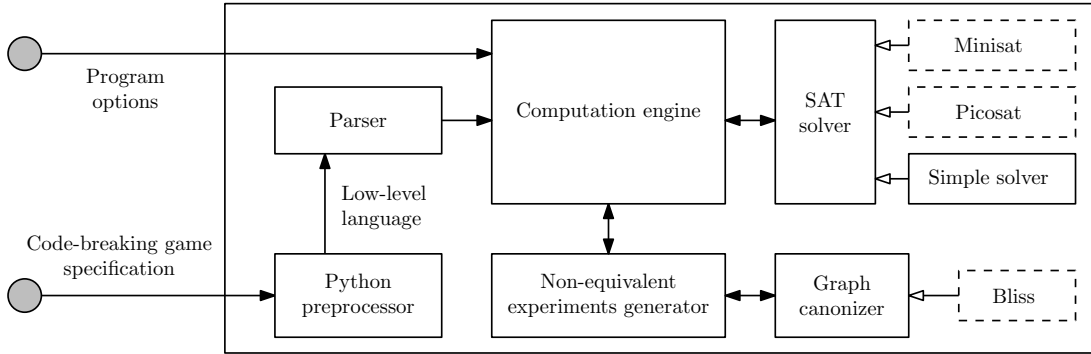 Program
options
Parser
Computation engine
SAT
solver
Minisat
Picosat
Simple solver
Low-level
language
Code-breaking game
specification
Python
preprocessor
Non-equivalent
experiments generator
Graph
canonizer
Bliss